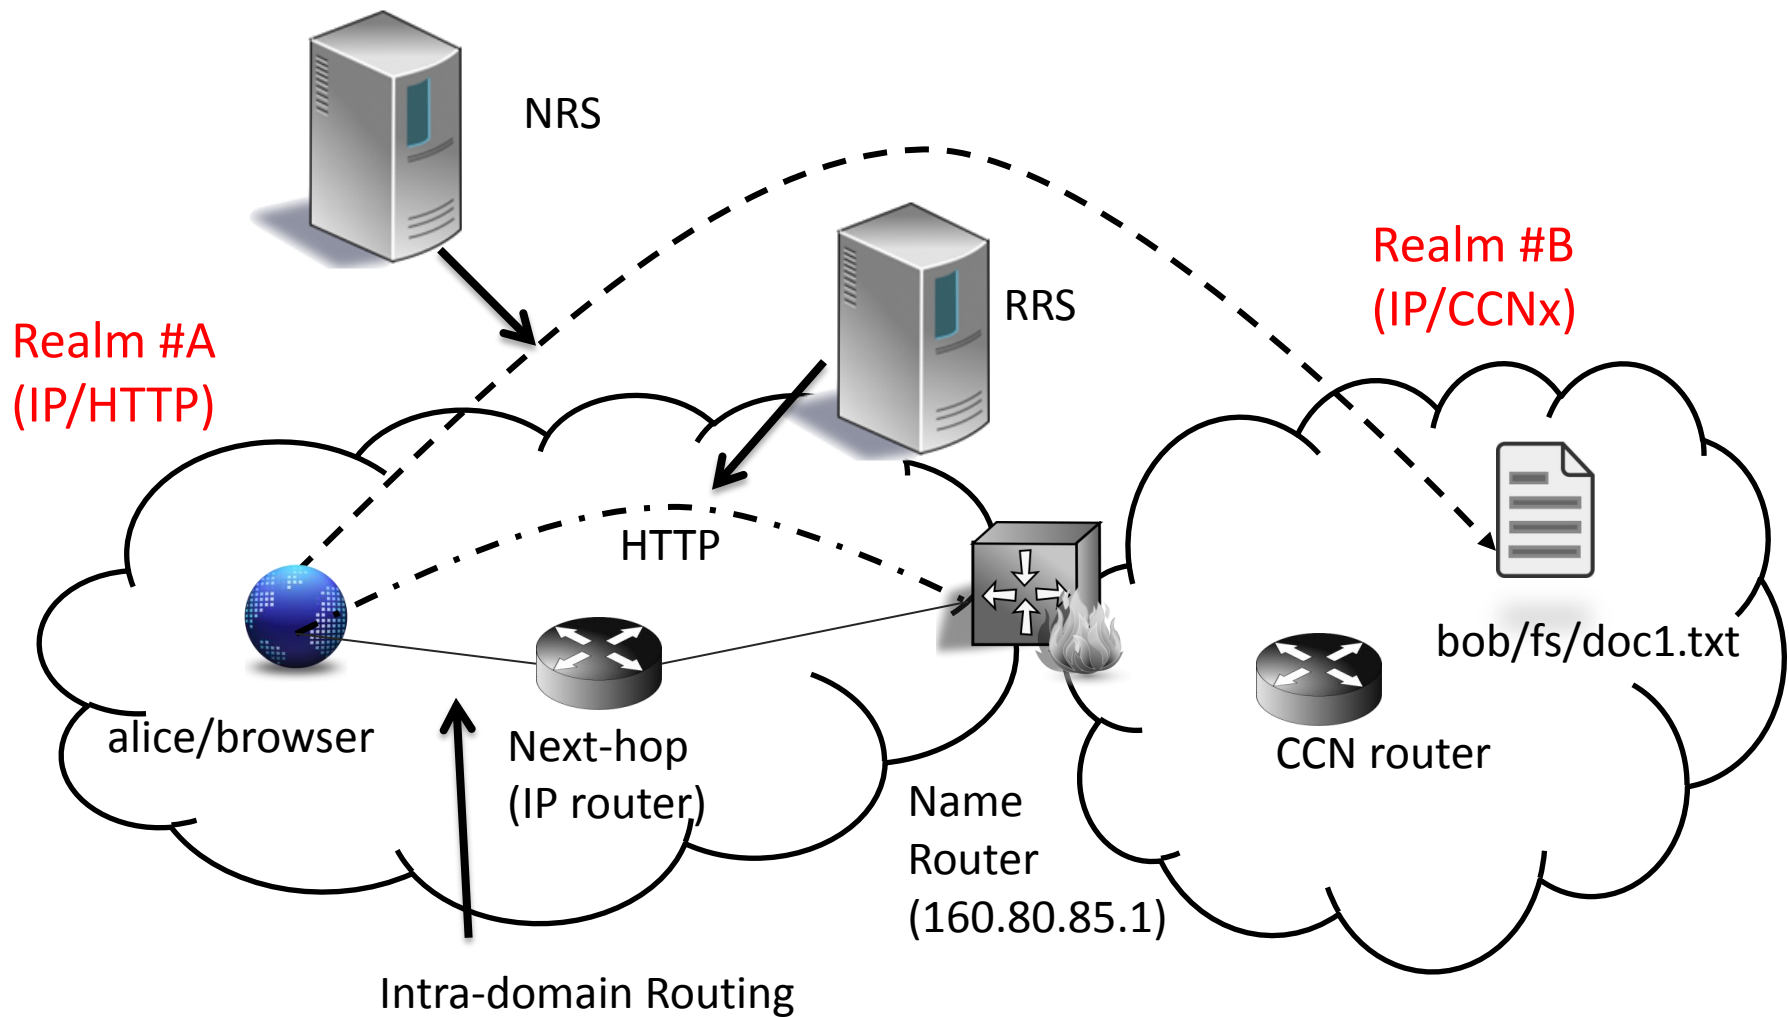 NRS
RRS
Realm #B
(IP/CCNx)
Realm #A
(IP/HTTP)
HTTP
bob/fs/doc1.txt
alice/browser
Next-hop
(IP router)
CCN router
Name
Router
(160.80.85.1)
Intra-domain Routing